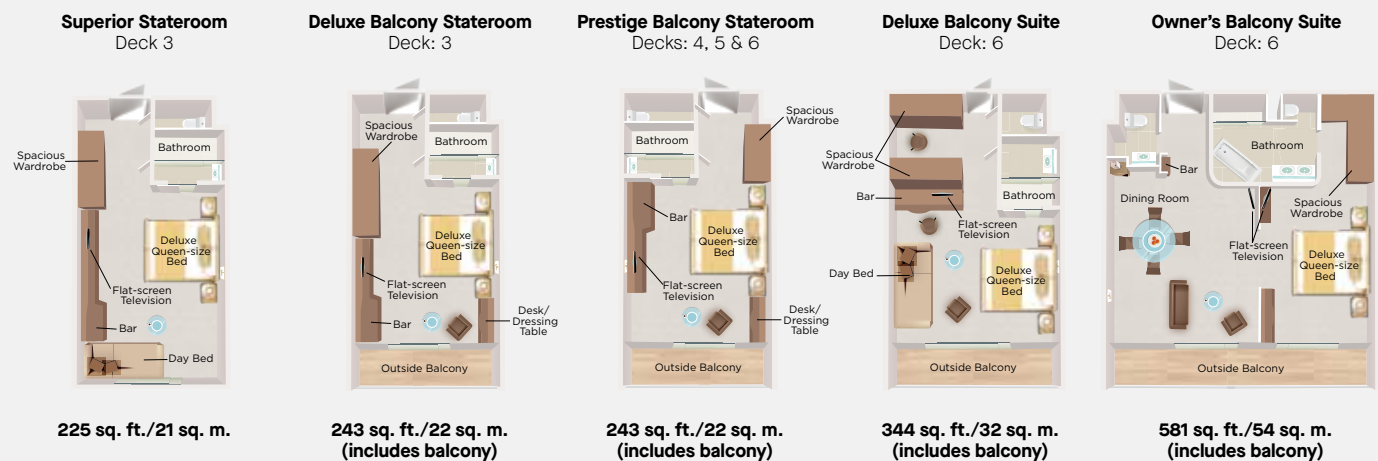 Superior Stateroom
Deck 3
Spacious
Wardrobe
Bathroom
Deluxe
Queen-size
Bed
Flat-screen
Television
Bar
Day Bed
225 sq. ft./21 sq. m.
Deluxe Balcony Stateroom
Deck: 3
Spacious
Wardrobe
Bathroom
Deluxe
Queen-size
Bed
Flat-screen
Television
Bar
Desk/
Dressing
Table
Outside Balcony
243 sq. ft./22 sq. m.
(includes balcony)
Prestige Balcony Stateroom
Decks: 4, 5 & 6
Spacious
Wardrobe
Bathroom
Bar
Deluxe
Queen-size
Bed
Flat-screen
Television
Desk/
Dressing
Table
Outside Balcony
243 sq. ft./22 sq. m.
(includes balcony)
Deluxe Balcony Suite
Deck: 6
Spacious
Wardrobe
Bar
Bathroom
Flat-screen
Television
Day Bed
Deluxe
Queen-size
Bed
Outside Balcony
344 sq. ft./32 sq. m.
(includes balcony)
Owner's Balcony Suite
Deck: 6
Bathroom
Bar
Dining Room
Spacious
Wardrobe
Flat-screen
Television
Deluxe
Queen-size
Bed
Outside Balcony
581 sq. ft./54 sq. m.
(includes balcony)